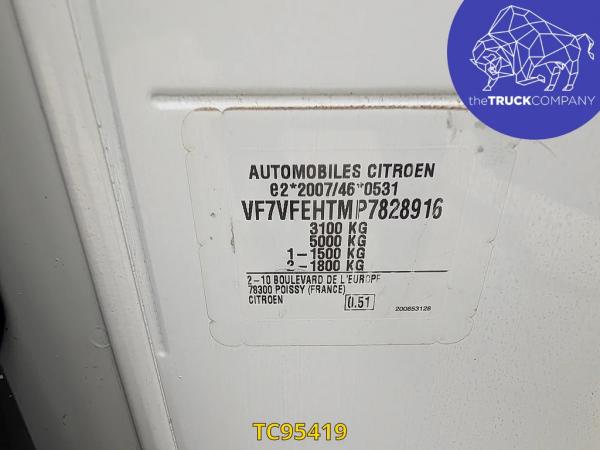 theTRUCKCOMPANY
AUTOMOBILES CITROEN
e2*2007/46*0531
VF7VFEHTMP7828916
3100 KG
5000 KG
1-1500 KG
2-1800 KG
2-10 BOULEVARD DE L'EUROPE
78300 POISSY (FRANCE)
CITROEN 0.51
200853128
TC95419